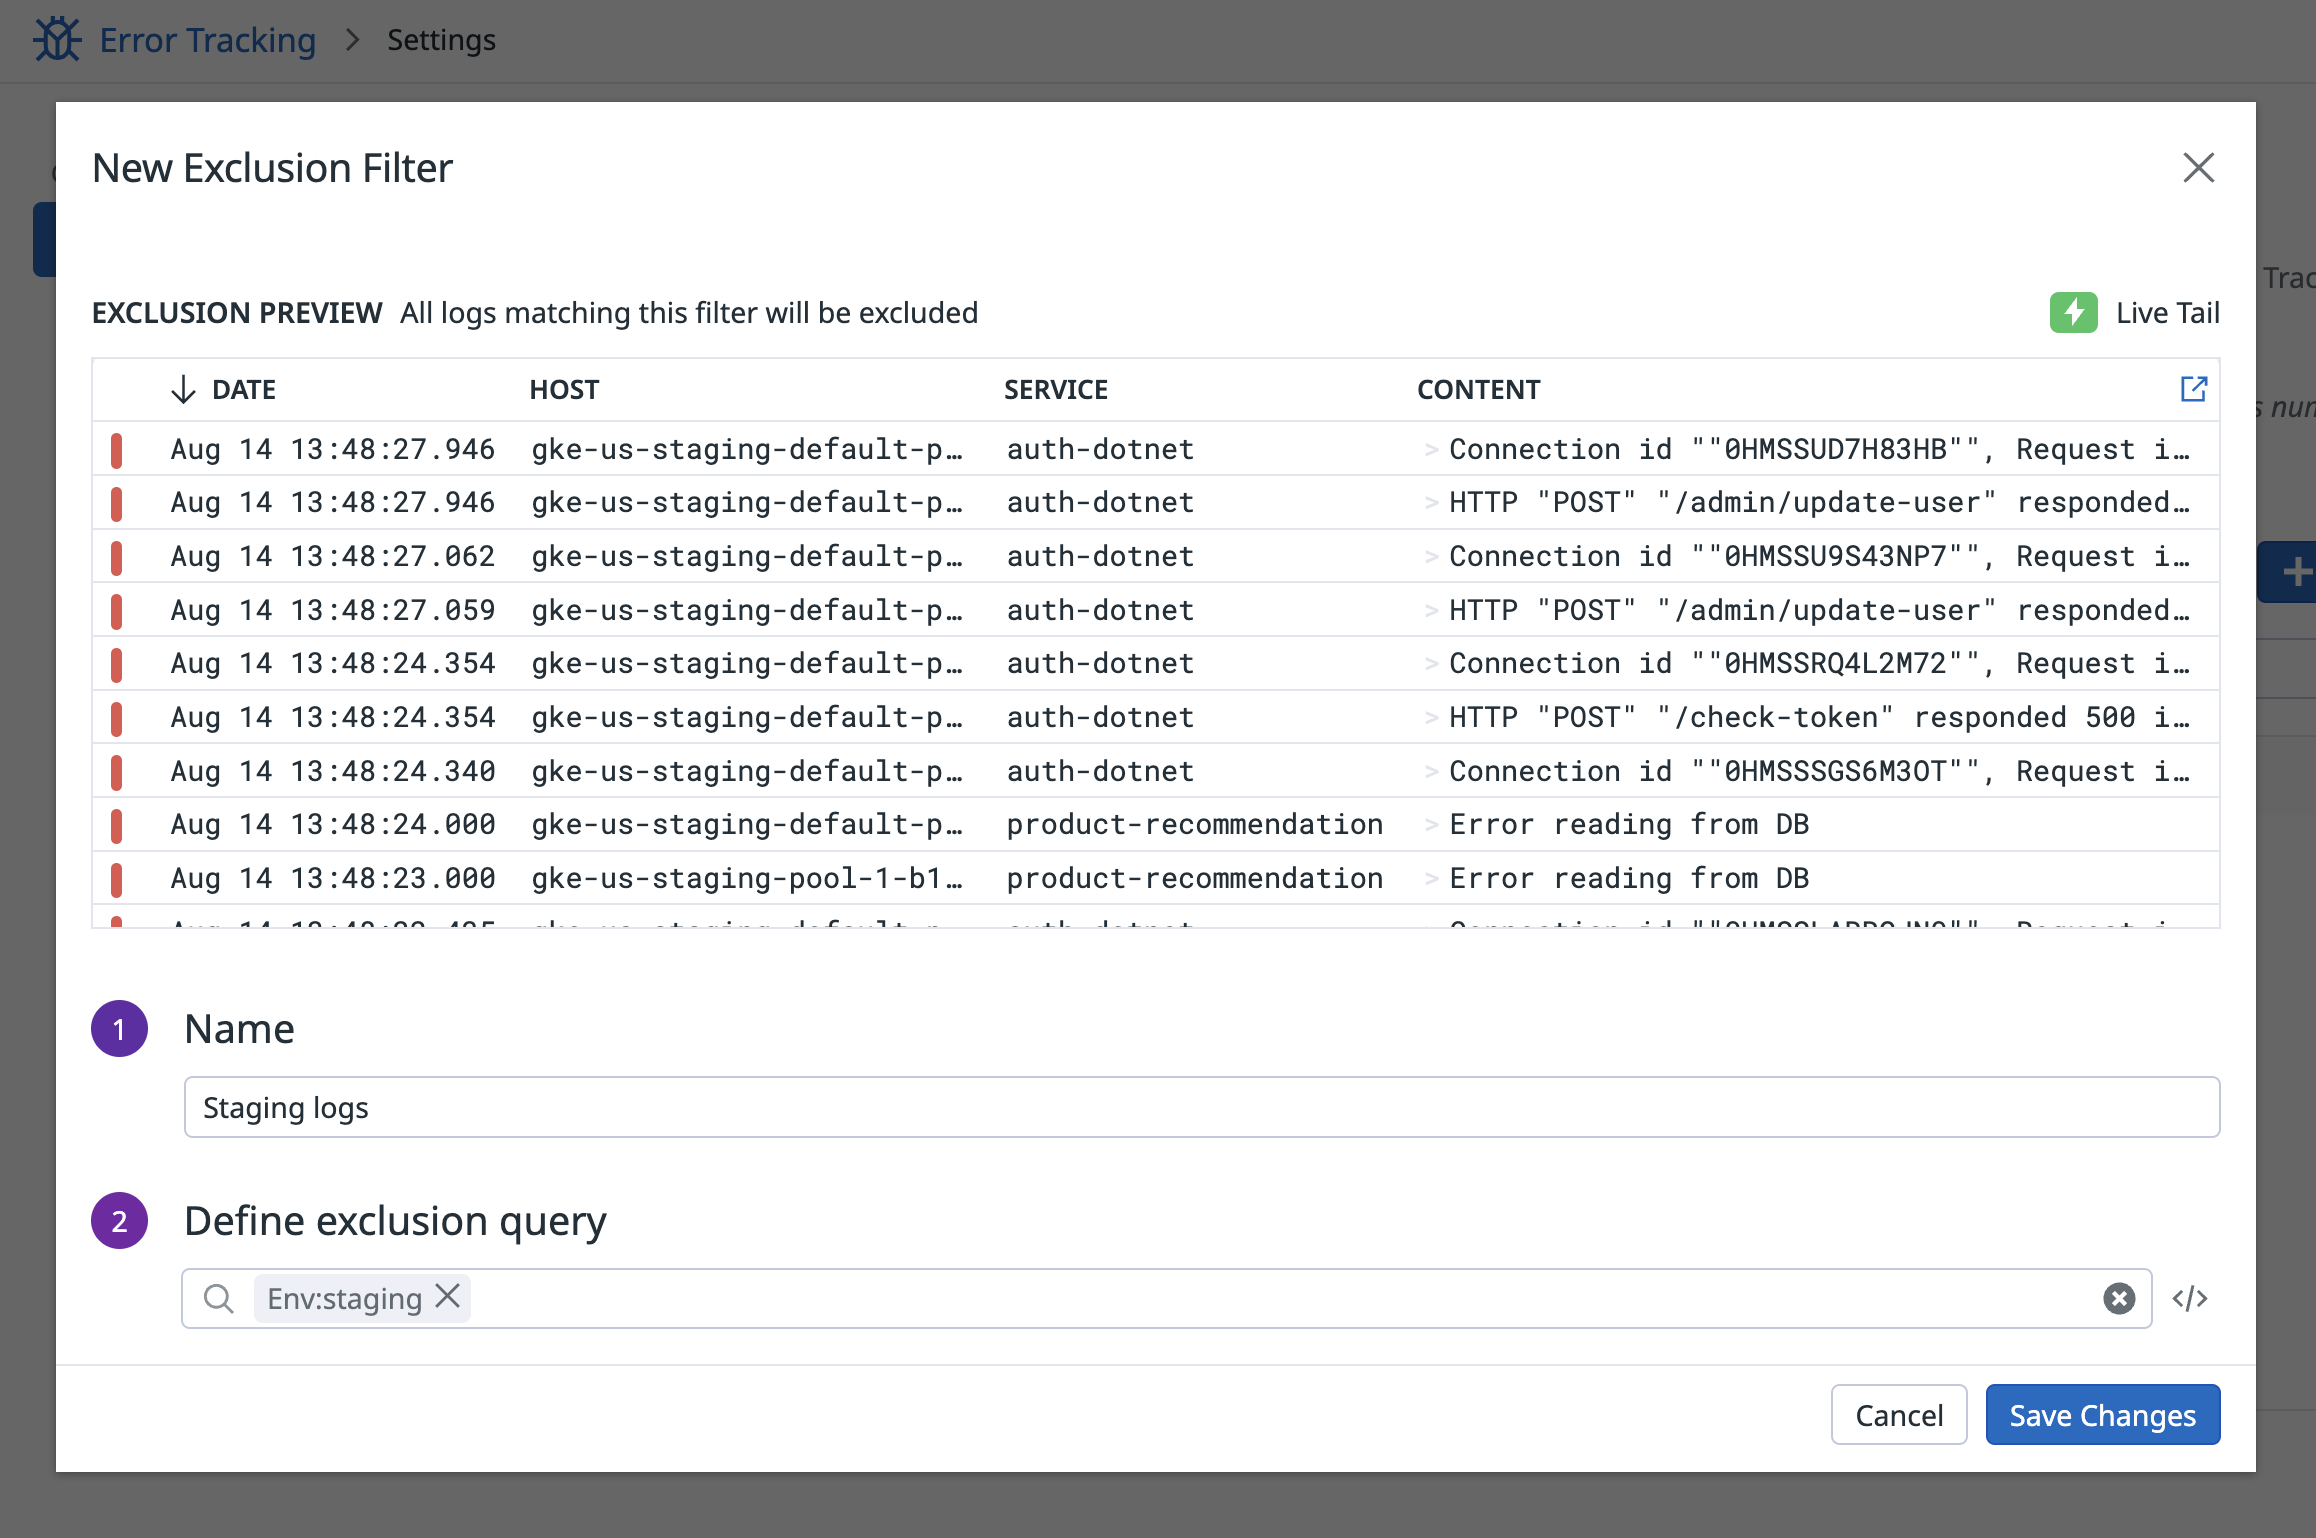 Error Tracking > Settings
New Exclusion Filter
Trac
EXCLUSION PREVIEW All logs matching this filter will be excluded Live Tail
DATE HOST SERVICE CONTENT
s num
Aug 14 13:48:27.946 gke-us-staging-default-p… auth-dotnet > Connection id ""0HMSSUD7H83HB"", Request i…
Aug 14 13:48:27.946 gke-us-staging-default-p… auth-dotnet > HTTP "POST" "/admin/update-user" responded…
Aug 14 13:48:27.062 gke-us-staging-default-p… auth-dotnet > Connection id ""0HMSSU9S43NP7"", Request i…
Aug 14 13:48:27.059 gke-us-staging-default-p… auth-dotnet > HTTP "POST" "/admin/update-user" responded…
Aug 14 13:48:24.354 gke-us-staging-default-p… auth-dotnet > Connection id ""0HMSSRQ4L2M72"", Request i…
Aug 14 13:48:24.354 gke-us-staging-default-p… auth-dotnet > HTTP "POST" "/check-token" responded 500 i…
Aug 14 13:48:24.340 gke-us-staging-default-p… auth-dotnet > Connection id ""0HMSSSGS6M3OT"", Request i…
Aug 14 13:48:24.000 gke-us-staging-default-p… product-recommendation > Error reading from DB
Aug 14 13:48:23.000 gke-us-staging-pool-1-b1… product-recommendation > Error reading from DB
1 Name
Staging logs
2 Define exclusion query
Env:staging
</>
Cancel Save Changes